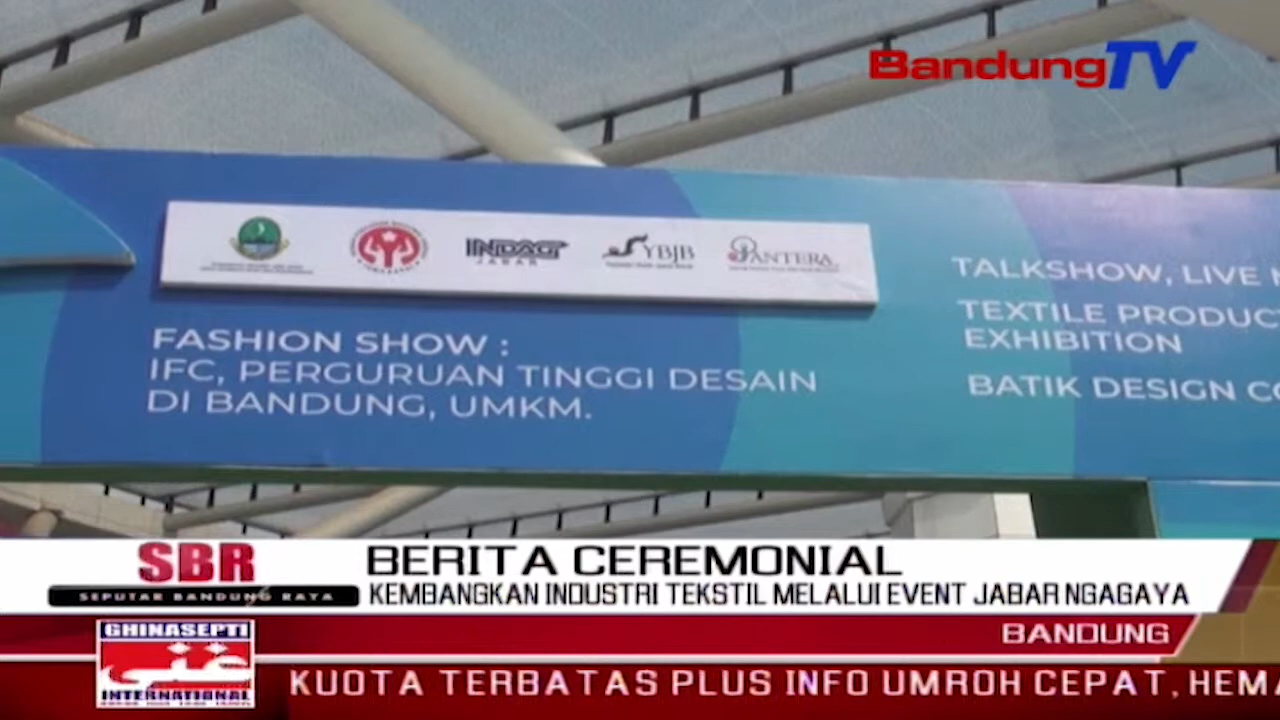 BandungTV
INDAG
JABAR
YBJB
PANTERA
FASHION SHOW :
IFC, PERGURUAN TINGGI DESAIN
DI BANDUNG, UMKM.
TALKSHOW, LIVE
TEXTILE PRODUC
EXHIBITION
BATIK DESIGN CO
SBR
SEPUTAR BANDUNG RAYA
BERITA CEREMONIAL
KEMBANGKAN INDUSTRI TEKSTIL MELALUI EVENT JABAR NGAGAYA
BANDUNG
GHINASEPTI
غني
INTERNATIONAL
KUOTA TERBATAS PLUS INFO UMROH CEPAT, HEMA